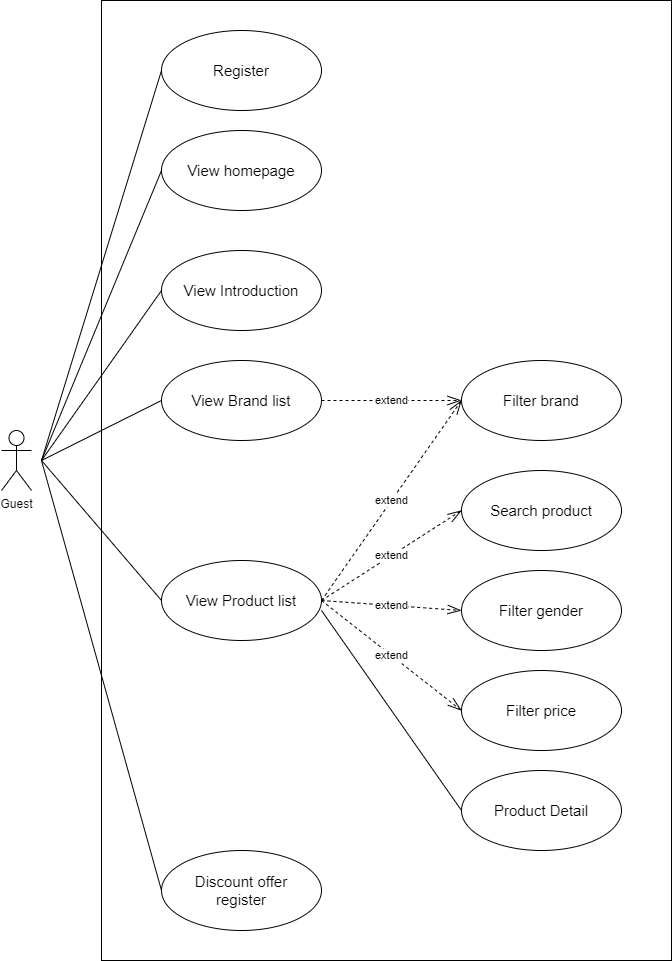 Register
View homepage
View Introduction
View Brand list
extend
Filter brand
Guest
extend
Search product
extend
View Product list
extend
Filter gender
extend
Filter price
Product Detail
Discount offer
register